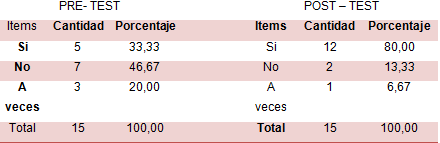 PRE- TEST POST – TEST
Items Cantidad Porcentaje Items Cantidad Porcentaje
Si 5 33,33 Si 12 80,00
No 7 46,67 No 2 13,33
A 3 20,00 A 1 6,67
veces veces
Total 15 100,00 Total 15 100,00